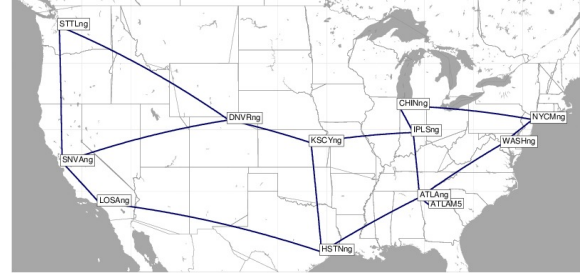 STTLng
CHINng
DNVRng
NYCMng
IPLSng
KSCYng
WASHng
SNVAng
ATLAng
LOSAng
ATLAM5
HSTNng